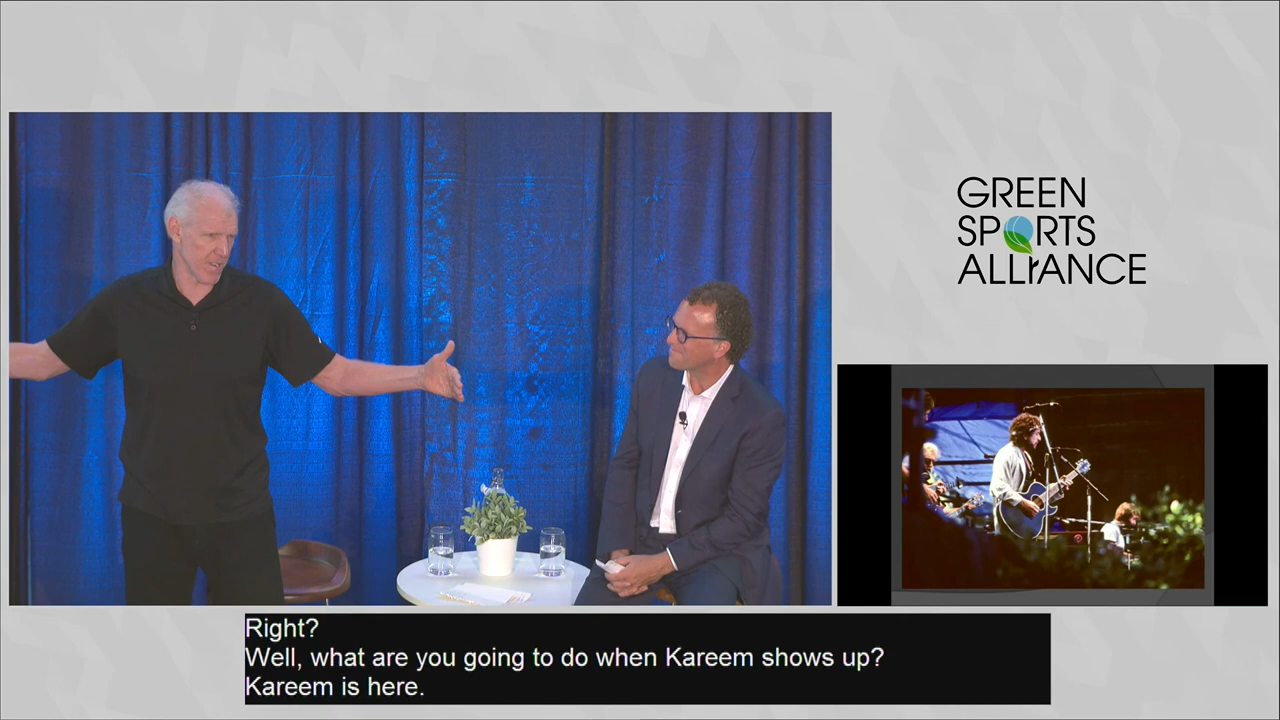 GREEN
SPORTS
ALLIANCE
Right?
Well, what are you going to do when Kareem shows up?
Kareem is here.